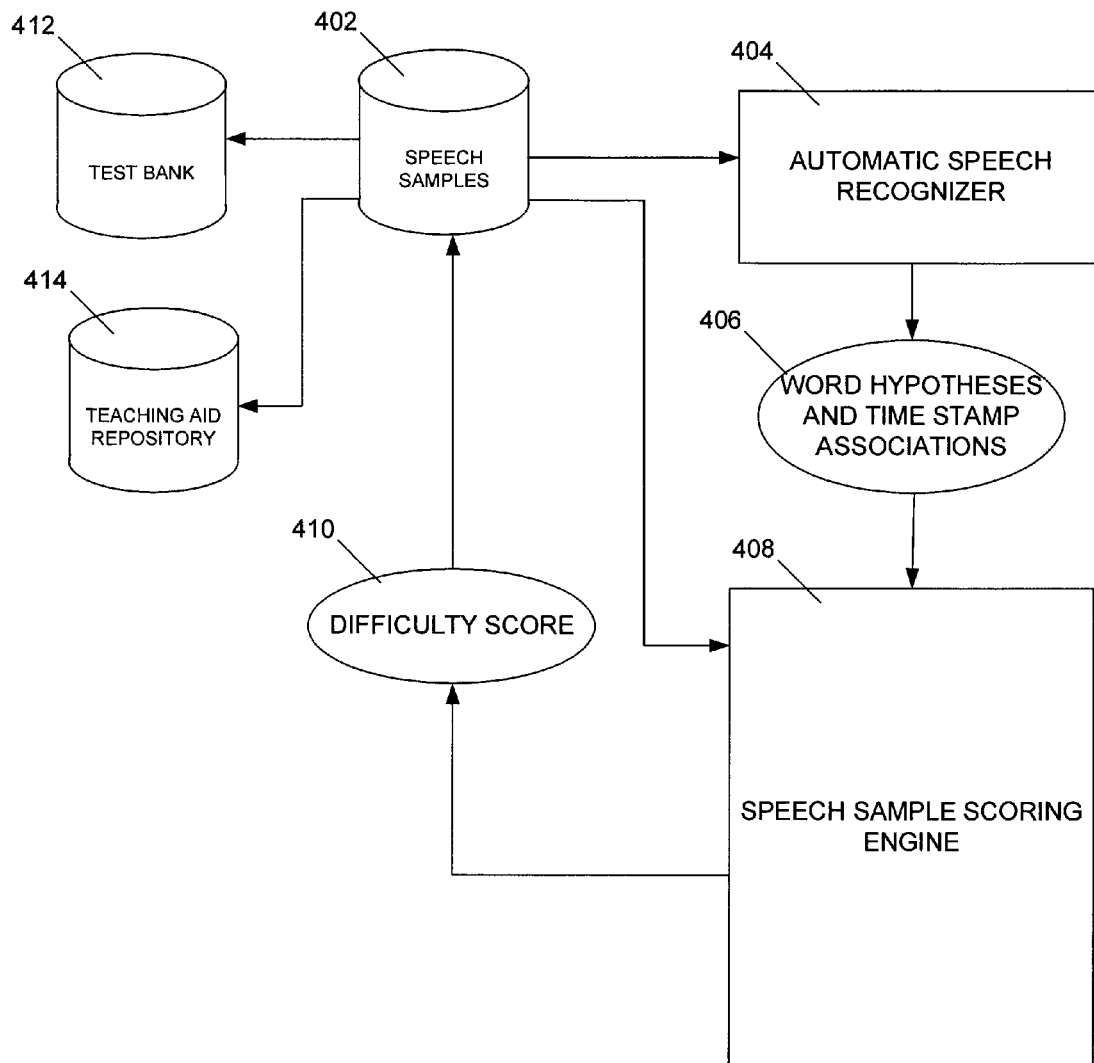 412
402
404
TEST BANK
SPEECH
SAMPLES
AUTOMATIC SPEECH
RECOGNIZER
414
406
TEACHING AID
REPOSITORY
WORD HYPOTHESES
AND TIME STAMP
ASSOCIATIONS
410
408
DIFFICULTY SCORE
SPEECH SAMPLE SCORING
ENGINE